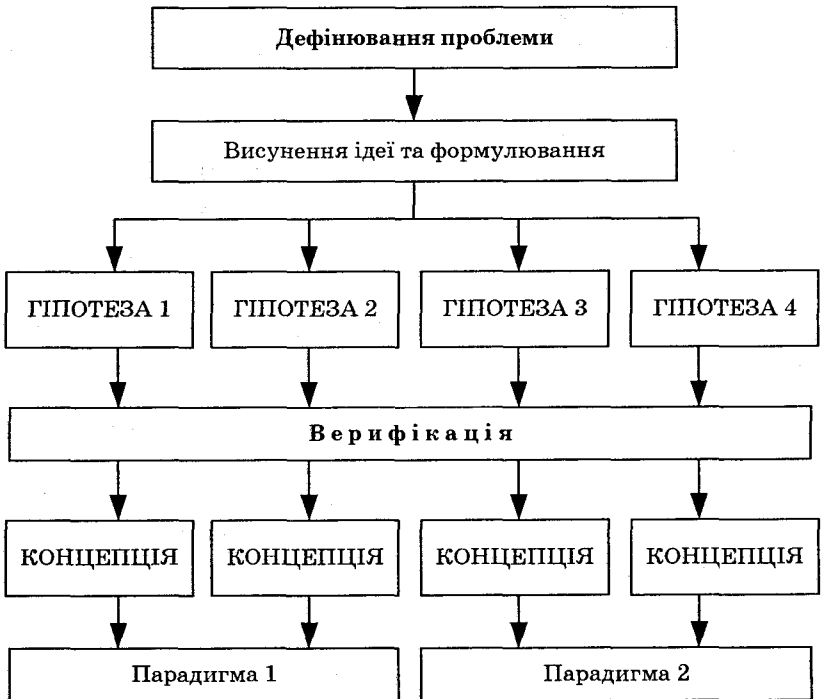 Дефінювання проблеми
Висунення ідеї та формулювання
ГІПОТЕЗА 1 ГІПОТЕЗА 2 ГІПОТЕЗА 3 ГІПОТЕЗА 4
Верифікація
КОНЦЕПЦІЯ КОНЦЕПЦІЯ КОНЦЕПЦІЯ КОНЦЕПЦІЯ
Парадигма 1 Парадигма 2